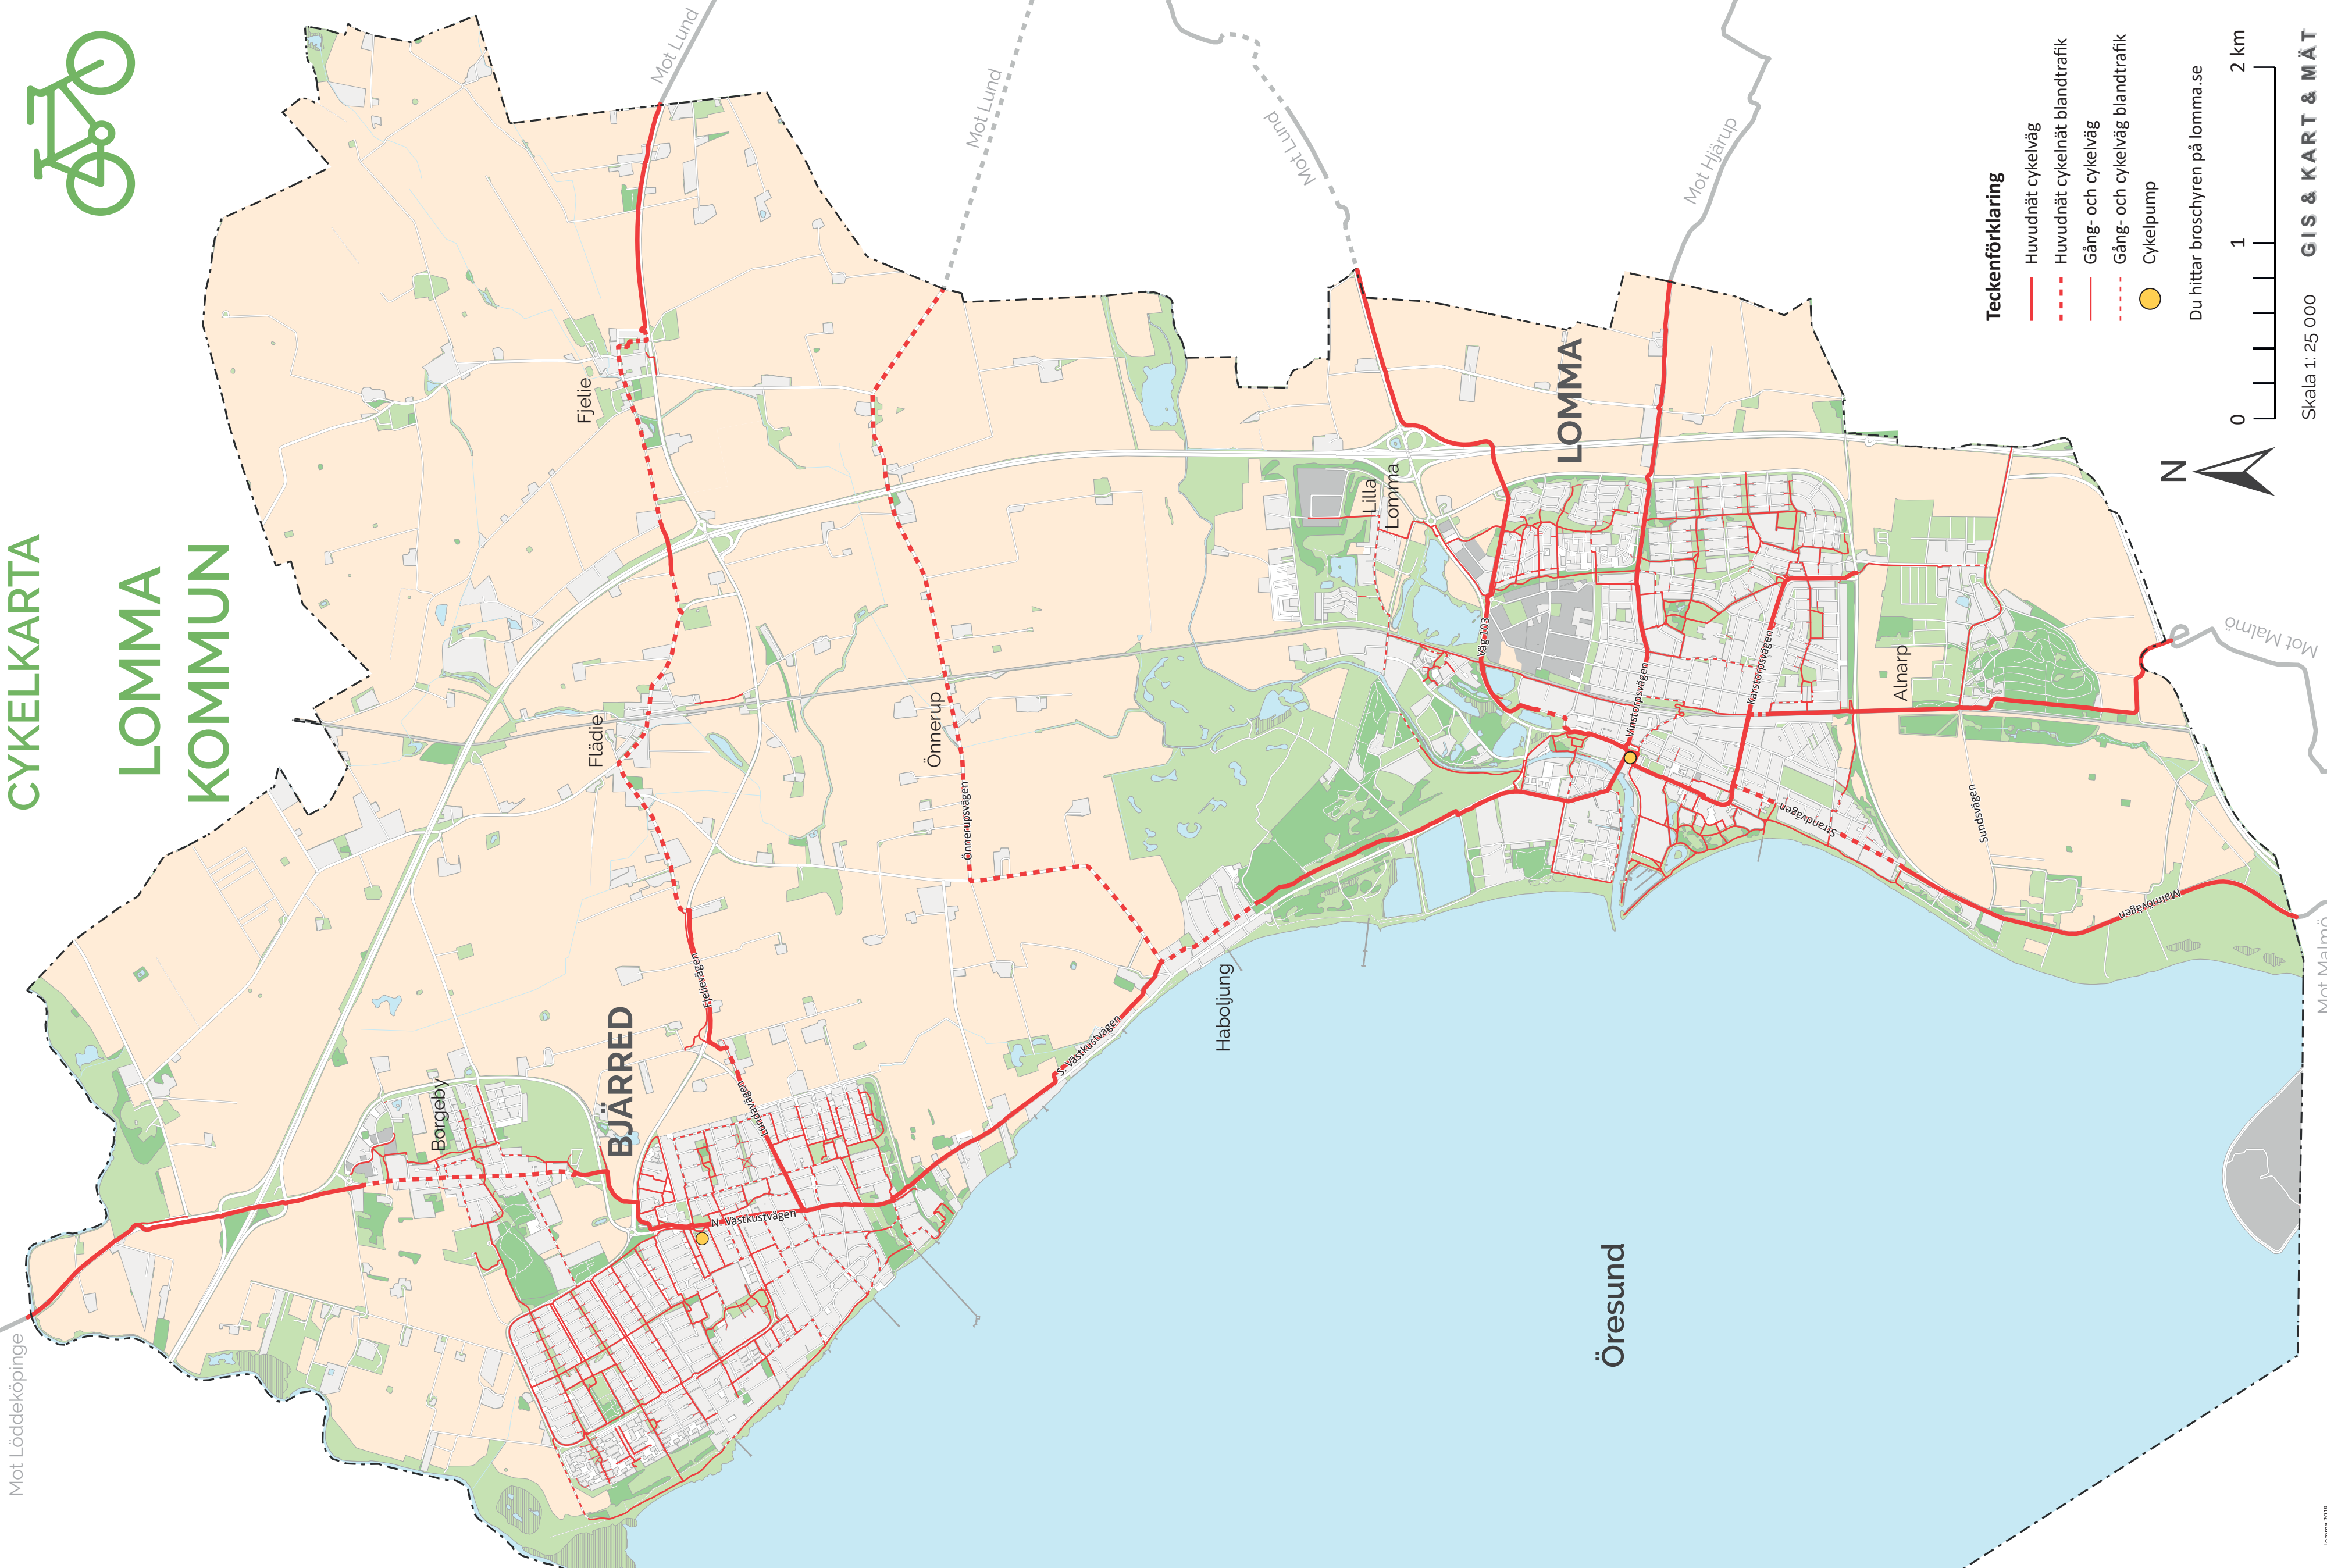 CYKELKARTA
LOMMA
KOMMUN
Mot Löddeköpinge
Mot Lund
Mot Lund
Mot Lund
Mot Hjärup
Fjelie
Flädie
Önnerup
Önnerupsvägen
Borgeby
BJÄRRED
Fjelievägen
Lundavägen
N. Västkustvägen
S. Västkustvägen
Haboljung
Lilla
Lomma
LOMMA
Väg 103
Vinstorpsvägen
Karstorpsvägen
Strandvägen
Alnarp
Sundsvägen
Malmövägen
Mot Malmö
Mot Malmö
Öresund
Teckenförklaring
Huvudnät cykelväg
Huvudnät cykelnät blandtrafik
Gång- och cykelväg
Gång- och cykelväg blandtrafik
Cykelpump
Du hittar broschyren på lomma.se
N
0 1 2 km
Skala 1: 25 000
GIS & KART & MÄT